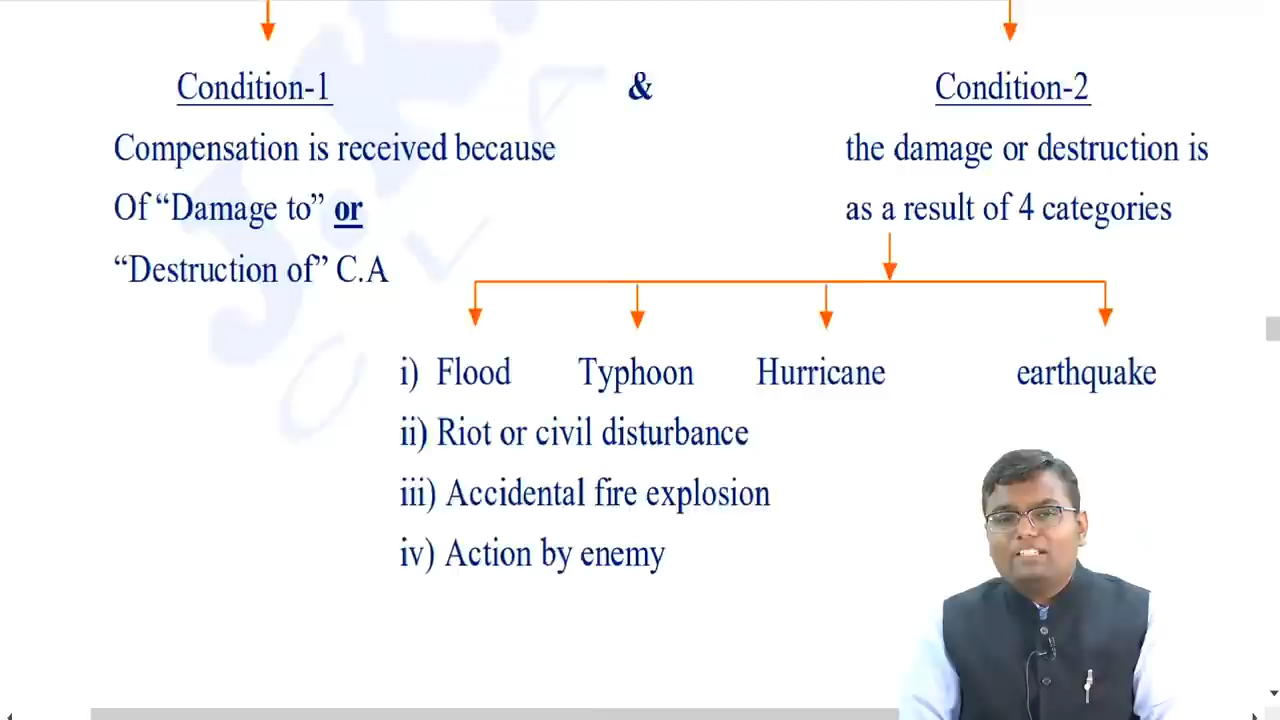 Condition-1 & Condition-2
Compensation is received because
Of “Damage to” or
“Destruction of” C.A
the damage or destruction is
as a result of 4 categories
i) Flood Typhoon Hurricane earthquake
ii) Riot or civil disturbance
iii) Accidental fire explosion
iv) Action by enemy
J.K.